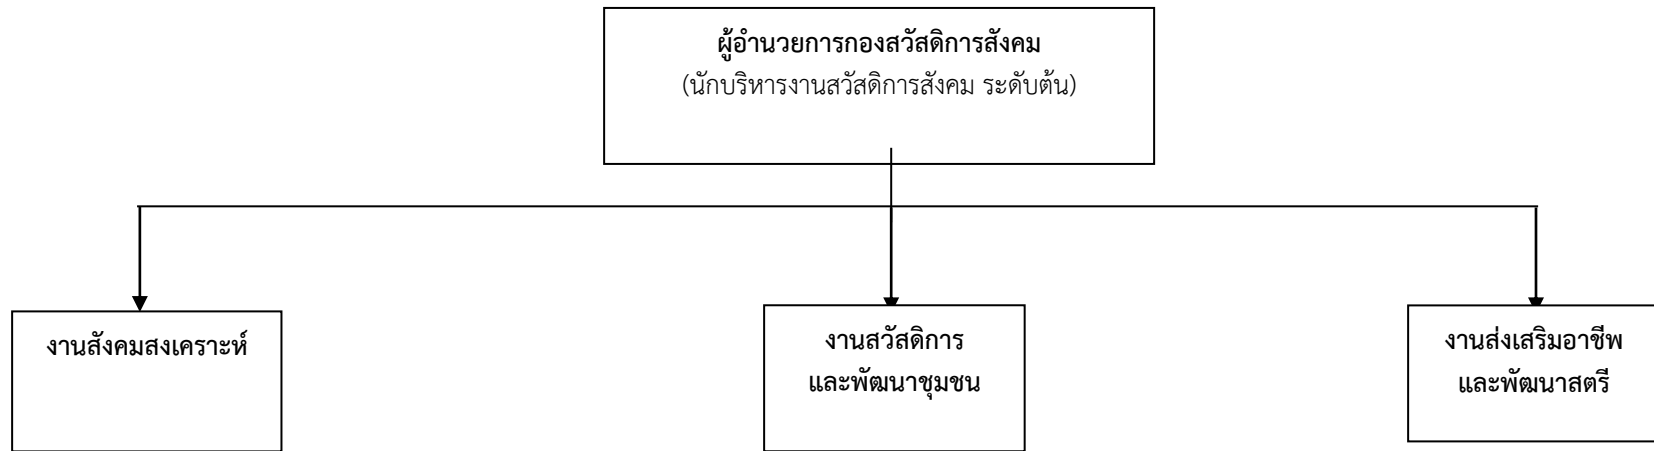 ผู้อำนวยการกองสวัสดิการสังคม
(นักบริหารงานสวัสดิการสังคม ระดับต้น)
งานสังคมสงเคราะห์
งานสวัสดิการ
และพัฒนาชุมชน
งานส่งเสริมอาชีพ
และพัฒนาสตรี